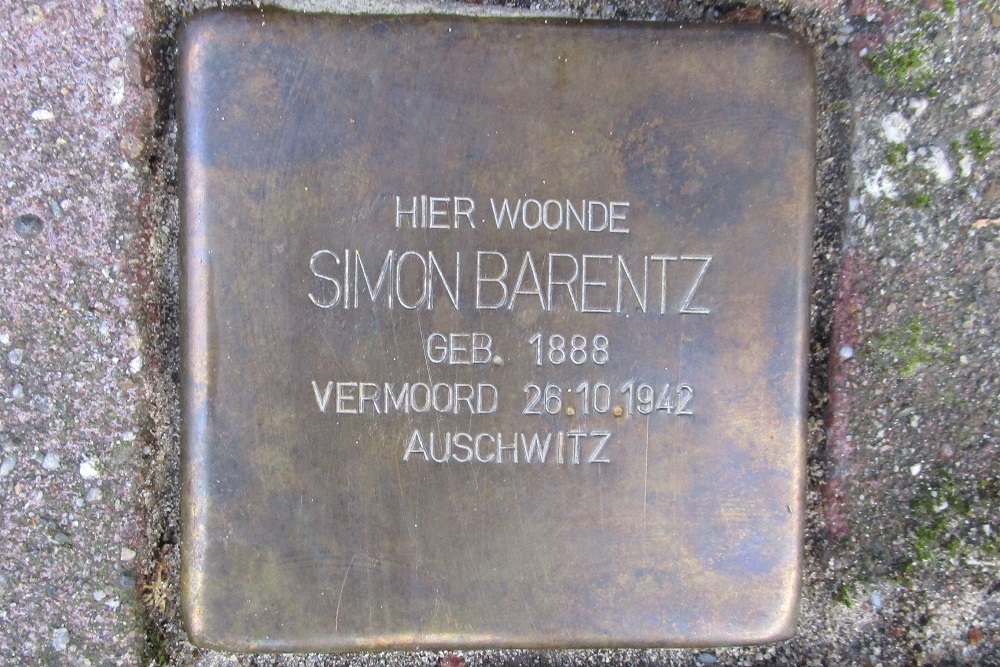 HIER WOONDE
SIMON BARENTZ
GEB. 1888
VERMOORD 26.10.1942
AUSCHWITZ